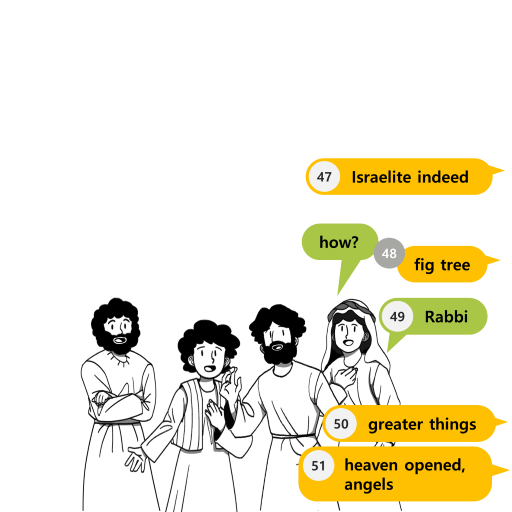 47 Israelite indeed
how?
48 fig tree
49 Rabbi
50 greater things
51 heaven opened,
angels